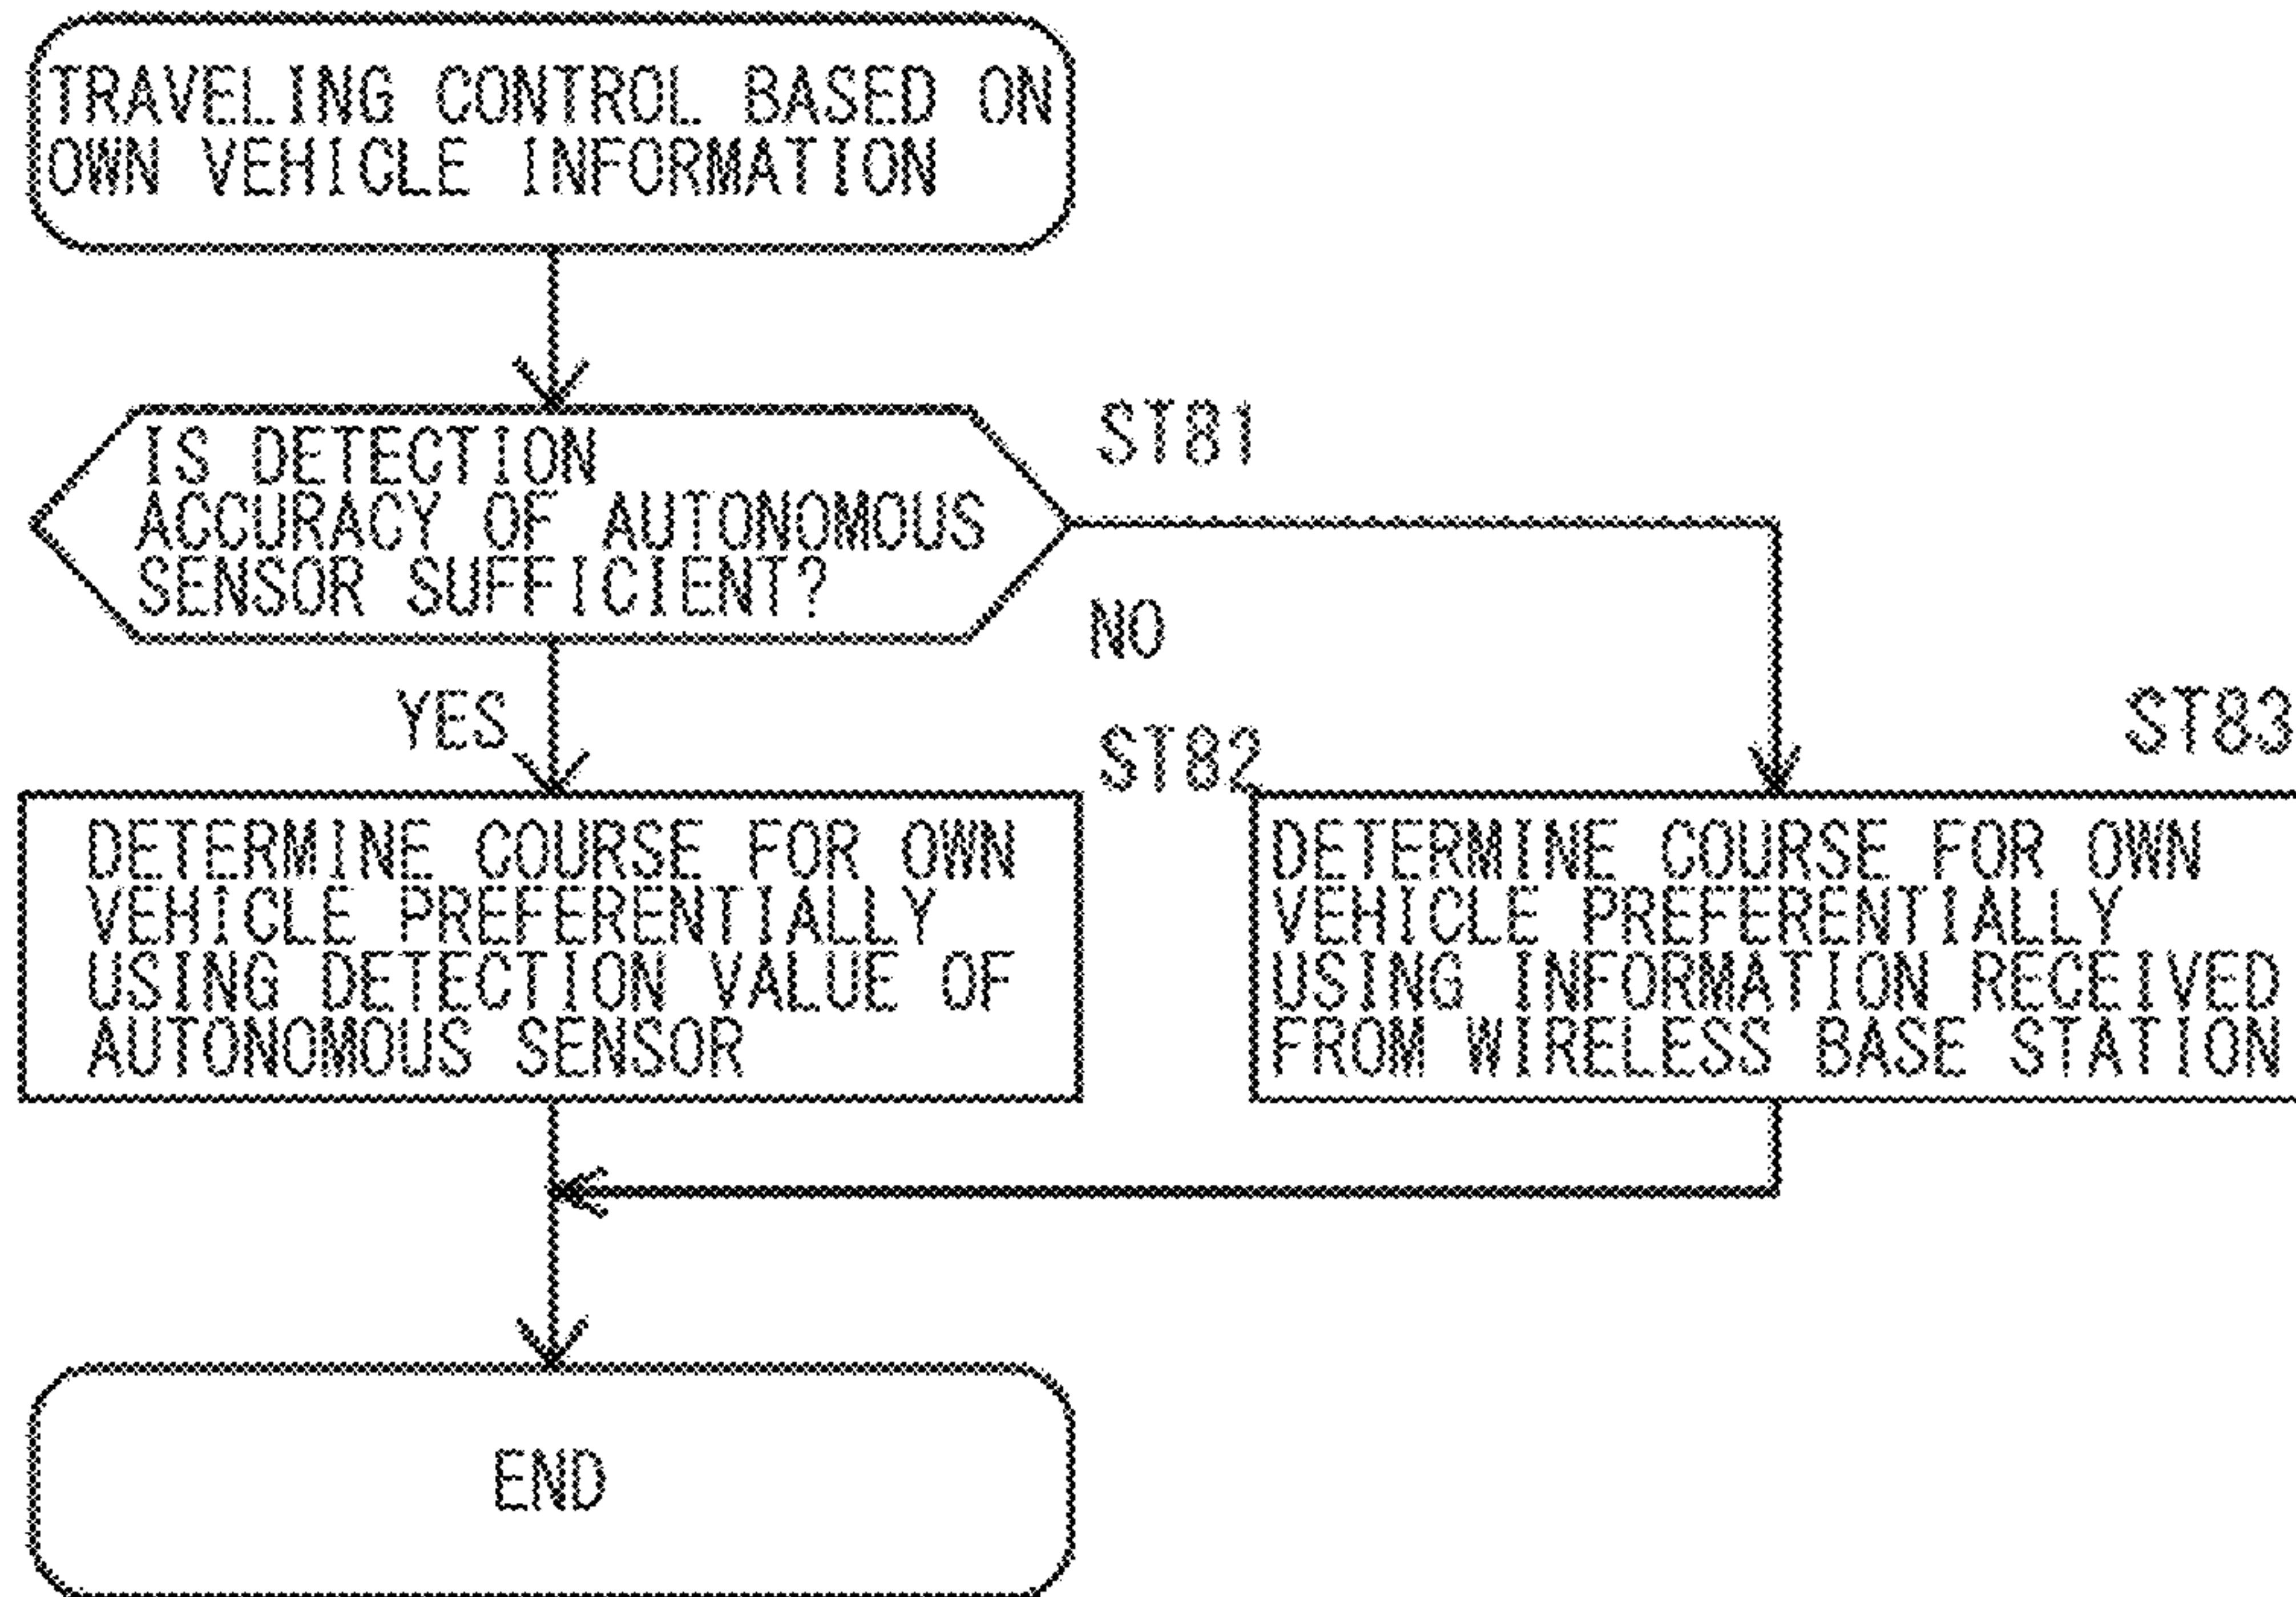 TRAVELING CONTROL BASED ON
OWN VEHICLE INFORMATION
IS DETECTION
ACCURACY OF AUTONOMOUS
SENSOR SUFFICIENT?
ST81
NO
YES
ST82
DETERMINE COURSE FOR OWN
VEHICLE PREFERENTIALLY
USING DETECTION VALUE OF
AUTONOMOUS SENSOR
ST83
DETERMINE COURSE FOR OWN
VEHICLE PREFERENTIALLY
USING INFORMATION RECEIVED
FROM WIRELESS BASE STATION
END